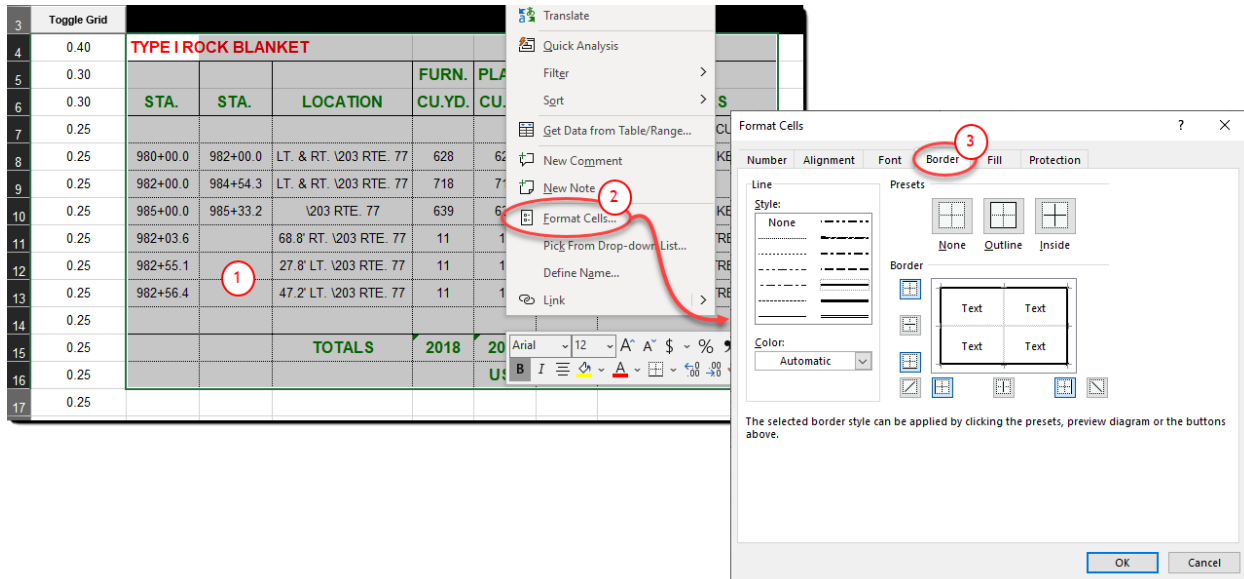 3 Toggle Grid
4 0.40 TYPE I ROCK BLANKET
5 0.30 FURN. PLA
6 0.30 STA. STA. LOCATION CU.YD. CU. S
7 0.25 CU
8 0.25 980+00.0 982+00.0 LT. & RT. \203 RTE. 77 628 62 KE
9 0.25 982+00.0 984+54.3 LT. & RT. \203 RTE. 77 718 71
10 0.25 985+00.0 985+33.2 \203 RTE. 77 639 63 KE
11 0.25 982+03.6 68.8' RT. \203 RTE. 77 11 1 TRE
12 0.25 982+55.1 27.8' LT. \203 RTE. 77 11 1 TRE
13 0.25 982+56.4 47.2' LT. \203 RTE. 77 11 1 TRE
14 0.25
15 0.25 TOTALS 2018 20
16 0.25 US
17 0.25
1
Translate
Quick Analysis
Filter
Sort
Get Data from Table/Range...
New Comment
New Note
2
Format Cells...
Pick From Drop-down List...
Define Name...
Link
Arial 12 A A $ % 9
B I A .00
Format Cells ? X
3
Number Alignment Font Border Fill Protection
Line
Style:
None
Color:
Automatic
Presets
None Outline Inside
Border
Text Text
Text Text
The selected border style can be applied by clicking the presets, preview diagram or the buttons
above.
OK Cancel